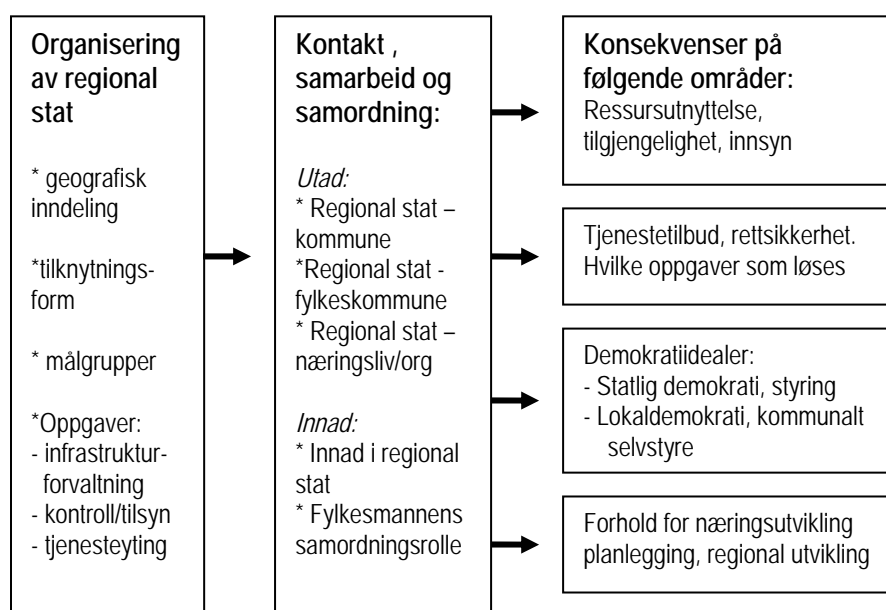 Organisering
av regional
stat
* geografisk
inndeling
*tilknytnings-
form
* målgrupper
*Oppgaver:
- infrastruktur-
forvaltning
- kontroll/tilsyn
- tjenesteyting
Kontakt ,
samarbeid og
samordning:
Utad:
* Regional stat –
kommune
*Regional stat -
fylkeskommune
* Regional stat –
næringsliv/org
Innad:
* Innad i regional
stat
* Fylkesmannens
samordningsrolle
Konsekvenser på
følgende områder:
Ressursutnyttelse,
tilgjengelighet, innsyn
Tjenestetilbud, rettsikkerhet.
Hvilke oppgaver som løses
Demokratiidealer:
- Statlig demokrati, styring
- Lokaldemokrati, kommunalt
selvstyre
Forhold for næringsutvikling
planlegging, regional utvikling